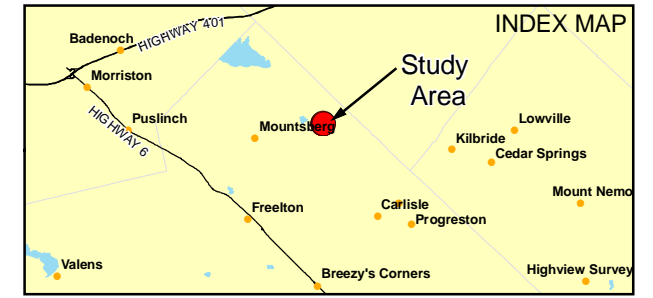 INDEX MAP
Badenoch
HIGHWAY 401
Study
Area
Morriston
Puslinch
HIGHWAY 6
Mountsberg
Lowville
Kilbride
Cedar Springs
Mount Nemo
Carlisle
Freelton
Progreston
Valens
Breezy's Corners
Highview Survey